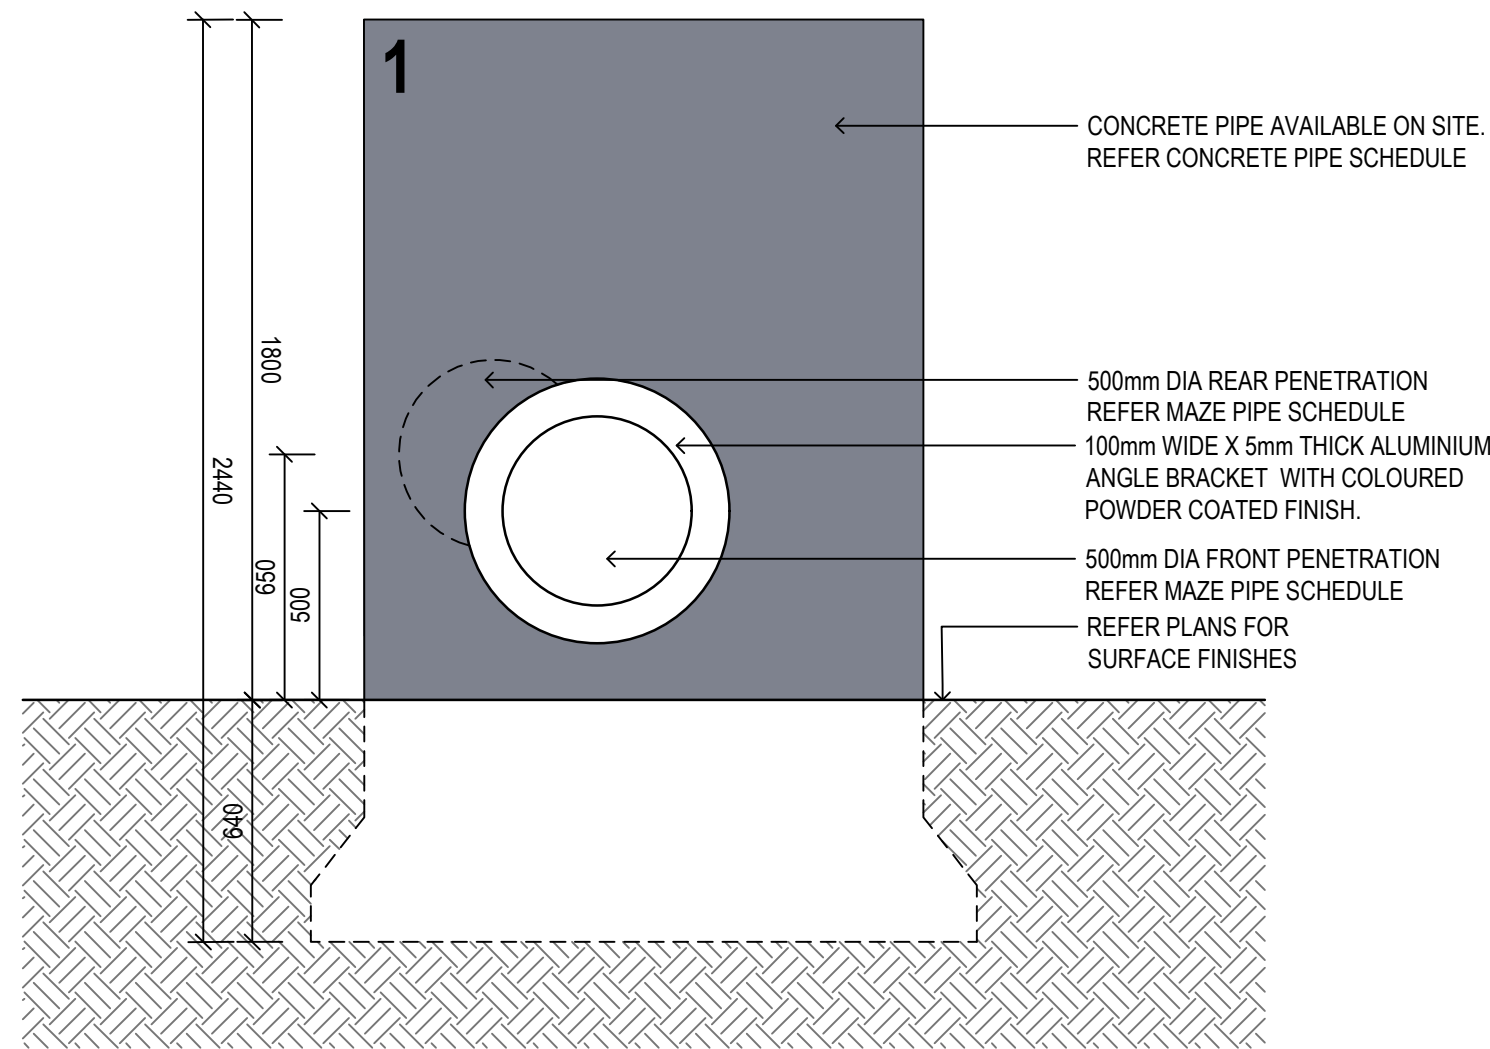 1
CONCRETE PIPE AVAILABLE ON SITE.
REFER CONCRETE PIPE SCHEDULE
1800
500mm DIA REAR PENETRATION
REFER MAZE PIPE SCHEDULE
100mm WIDE X 5mm THICK ALUMINIUM
ANGLE BRACKET WITH COLOURED
POWDER COATED FINISH.
2440
650
500
500mm DIA FRONT PENETRATION
REFER MAZE PIPE SCHEDULE
REFER PLANS FOR
SURFACE FINISHES
640